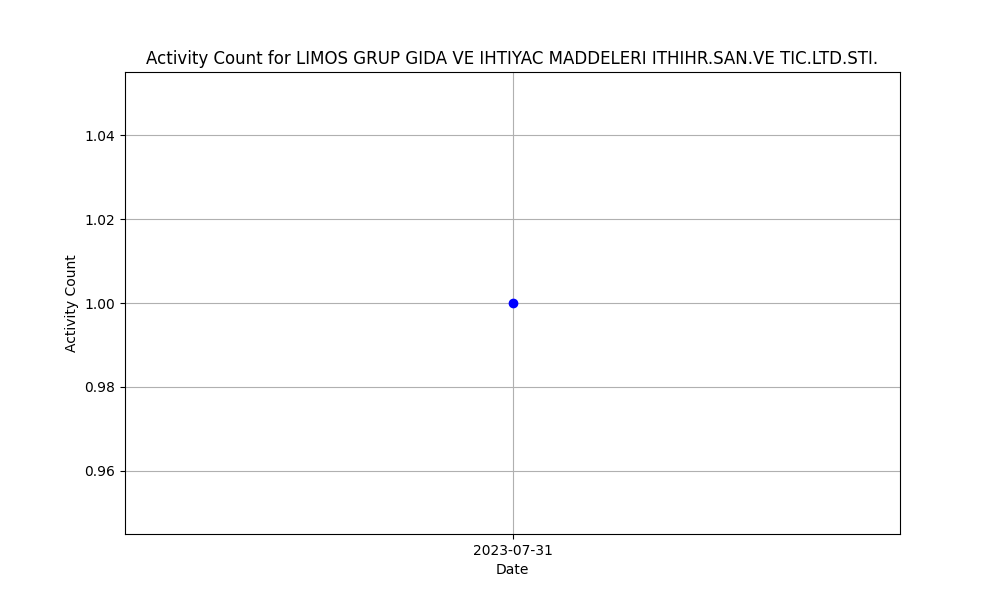 Activity Count for LIMOS GRUP GIDA VE IHTIYAC MADDELERI ITHIHR.SAN.VE TIC.LTD.STI.
1.04
1.02
1.00
0.98
0.96
Activity Count
2023-07-31
Date